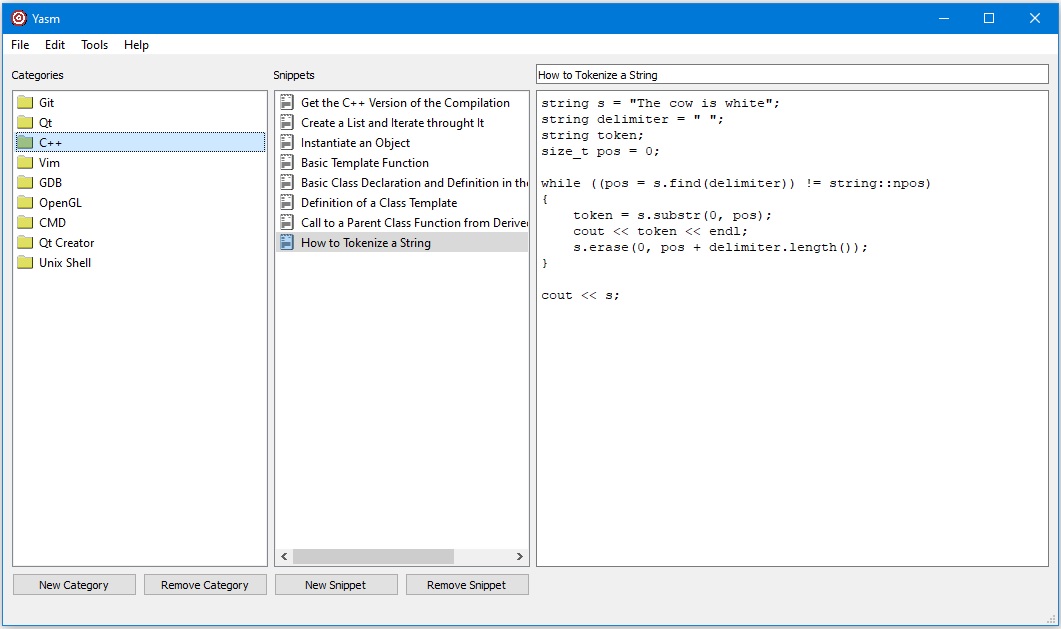 Yasm
File Edit Tools Help
Categories
Git
Qt
C++
Vim
GDB
OpenGL
CMD
Qt Creator
Unix Shell
New Category
Remove Category
Snippets
Get the C++ Version of the Compilation
Create a List and Iterate throught It
Instantiate an Object
Basic Template Function
Basic Class Declaration and Definition in the
Definition of a Class Template
Call to a Parent Class Function from
How to Tokenize a String
New Snippet
Remove Snippet
How to Tokenize a String
string s = "The cow is white";
string delimiter = " ";
string token;
size_t pos = 0;
while ((pos = s.find(delimiter)) != string::npos)
{
    token = s.substr(0, pos);
    cout << token << endl;
    s.erase(0, pos + delimiter.length());
}
cout << s;